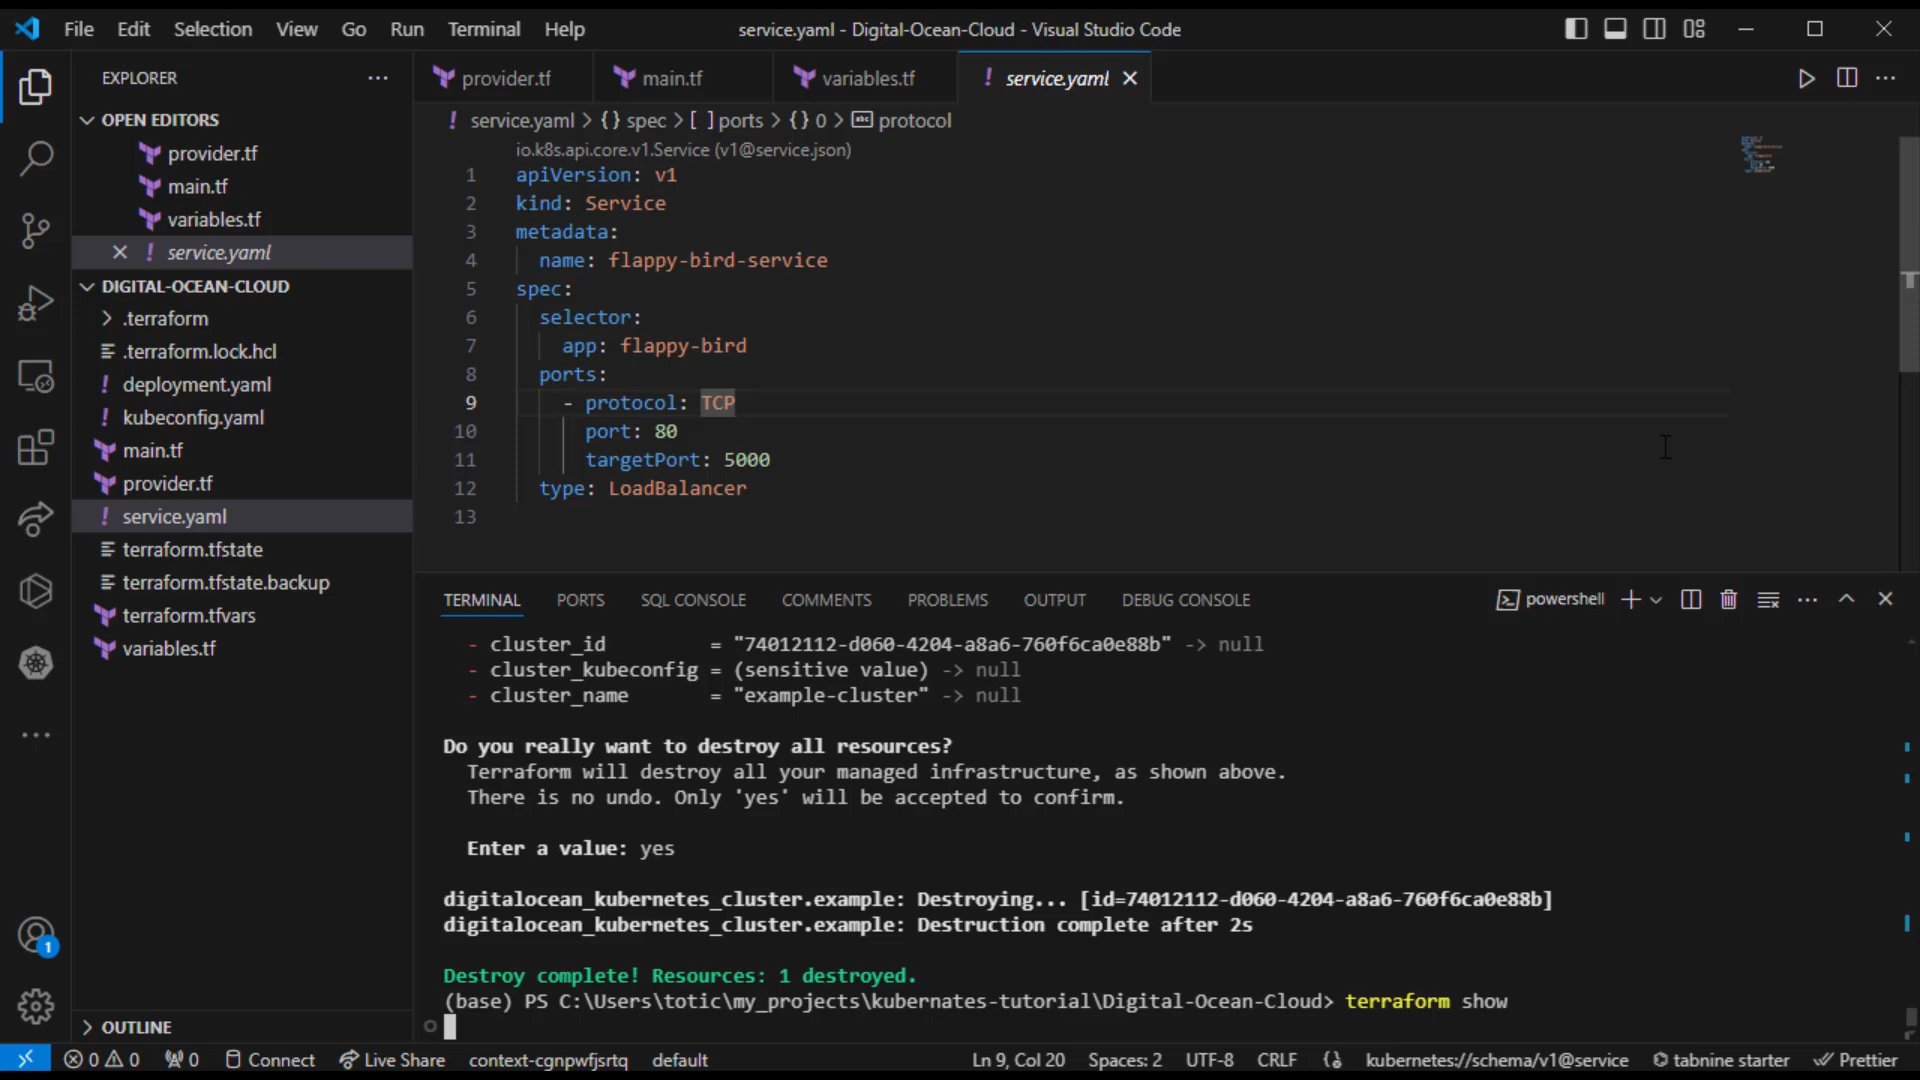 File Edit Selection View Go Run Terminal Help
service.yaml - Digital-Ocean-Cloud - Visual Studio Code
EXPLORER
OPEN EDITORS
provider.tf
main.tf
variables.tf
service.yaml
DIGITAL-OCEAN-CLOUD
.terraform
.terraform.lock.hcl
deployment.yaml
kubeconfig.yaml
main.tf
provider.tf
service.yaml
terraform.tfstate
terraform.tfstate.backup
terraform.tfvars
variables.tf
OUTLINE
provider.tf main.tf variables.tf ! service.yaml
! service.yaml > {} spec > [ ] ports > {} 0 > abc protocol
io.k8s.api.core.v1.Service (v1@service.json)
1 apiVersion: v1
2 kind: Service
3 metadata:
4 name: flappy-bird-service
5 spec:
6 selector:
7 app: flappy-bird
8 ports:
9 - protocol: TCP
10 port: 80
11 targetPort: 5000
12 type: LoadBalancer
13
TERMINAL PORTS SQL CONSOLE COMMENTS PROBLEMS OUTPUT DEBUG CONSOLE
powershell
- cluster_id = "74012112-d060-4204-a8a6-760f6ca0e88b" -> null
- cluster_kubeconfig = (sensitive value) -> null
- cluster_name = "example-cluster" -> null
Do you really want to destroy all resources?
Terraform will destroy all your managed infrastructure, as shown above.
There is no undo. Only 'yes' will be accepted to confirm.
Enter a value: yes
digitalocean_kubernetes_cluster.example: Destroying... [id=74012112-d060-4204-a8a6-760f6ca0e88b]
digitalocean_kubernetes_cluster.example: Destruction complete after 2s
Destroy complete! Resources: 1 destroyed.
(base) PS C:\Users\totic\my_projects\kubernates-tutorial\Digital-Ocean-Cloud> terraform show
1
0 0 0 Connect Live Share context-cgnpwfjsrtq default
Ln 9, Col 20 Spaces: 2 UTF-8 CRLF {} kubernetes://schema/v1@service tabnine starter Prettier